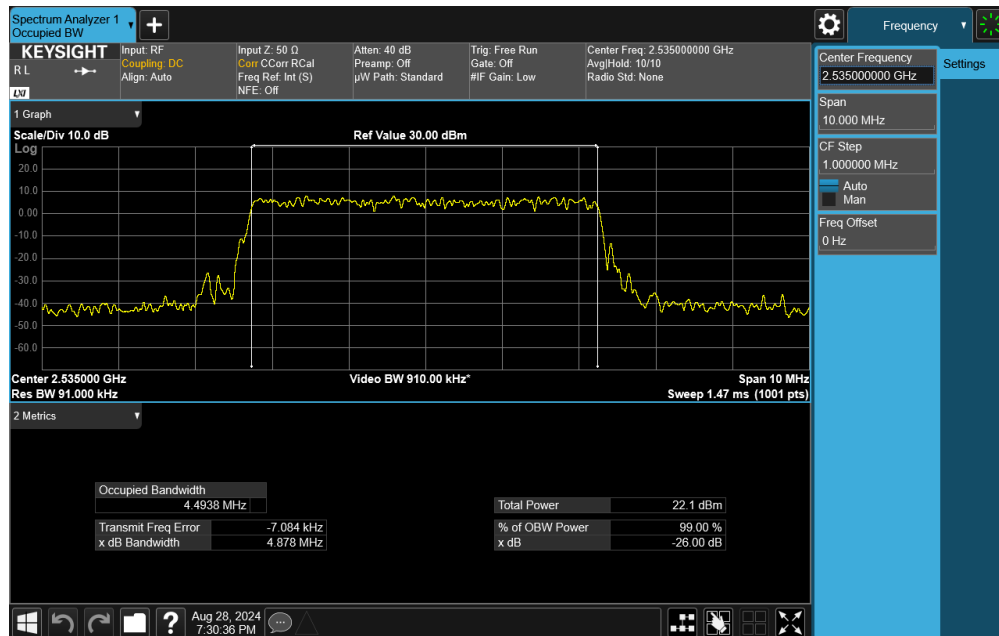 Spectrum Analyzer 1
Occupied BW
Frequency
KEYSIGHT
R L
LXI
Input: RF
Coupling: DC
Align: Auto
Input Z: 50 Ω
Corr CCorr RCal
Freq Ref: Int (S)
NFE: Off
Atten: 40 dB
Preamp: Off
µW Path: Standard
Trig: Free Run
Gate: Off
#IF Gain: Low
Center Freq: 2.535000000 GHz
Avg|Hold: 10/10
Radio Std: None
Center Frequency
2.535000000 GHz
Settings
Span
10.000 MHz
CF Step
1.000000 MHz
Auto
Man
Freq Offset
0 Hz
1 Graph
Scale/Div 10.0 dB
Ref Value 30.00 dBm
Log
20.0
10.0
0.00
-10.0
-20.0
-30.0
-40.0
-50.0
-60.0
Center 2.535000 GHz
Video BW 910.00 kHz*
Span 10 MHz
Res BW 91.000 kHz
Sweep 1.47 ms (1001 pts)
2 Metrics
Occupied Bandwidth
4.4938 MHz
Total Power 22.1 dBm
Transmit Freq Error -7.084 kHz
% of OBW Power 99.00 %
x dB Bandwidth 4.878 MHz
x dB -26.00 dB
Aug 28, 2024
7:30:36 PM